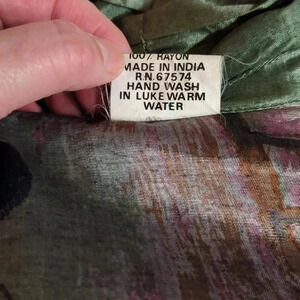 100% RAYON
MADE IN INDIA
R.N. 67574
HAND WASH
IN LUKE WARM
WATER